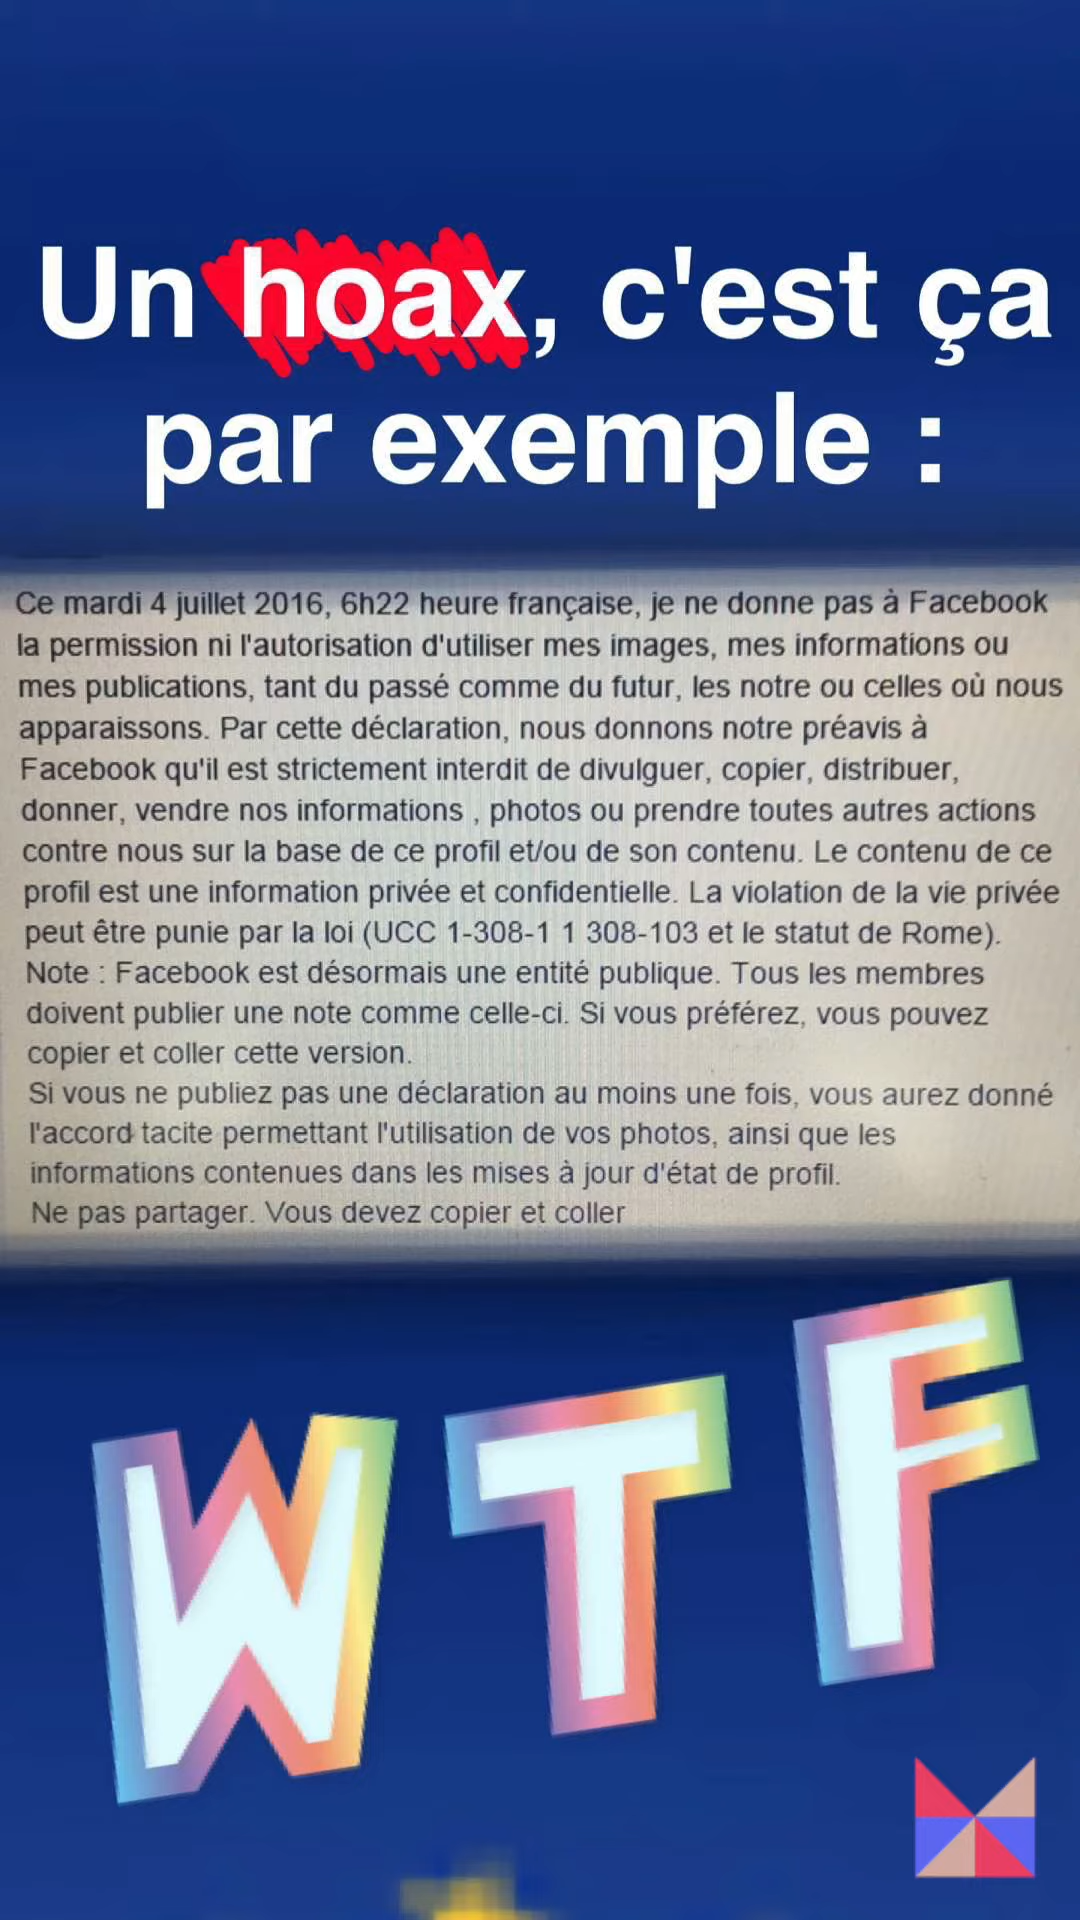 Un hoax, c'est ça
par exemple :
Ce mardi 4 juillet 2016, 6h22 heure française, je ne donne pas à Facebook
la permission ni l'autorisation d'utiliser mes images, mes informations ou
mes publications, tant du passé comme du futur, les notre ou celles où nous
apparaissons. Par cette déclaration, nous donnons notre préavis à
Facebook qu'il est strictement interdit de divulguer, copier, distribuer,
donner, vendre nos informations , photos ou prendre toutes autres actions
contre nous sur la base de ce profil et/ou de son contenu. Le contenu de ce
profil est une information privée et confidentielle. La violation de la vie privée
peut être punie par la loi (UCC 1-308-1 1 308-103 et le statut de Rome).
Note : Facebook est désormais une entité publique. Tous les membres
doivent publier une note comme celle-ci. Si vous préférez, vous pouvez
copier et coller cette version.
Si vous ne publiez pas une déclaration au moins une fois, vous aurez donné
l'accord tacite permettant l'utilisation de vos photos, ainsi que les
informations contenues dans les mises à jour d'état de profil.
Ne pas partager. Vous devez copier et coller
WTF